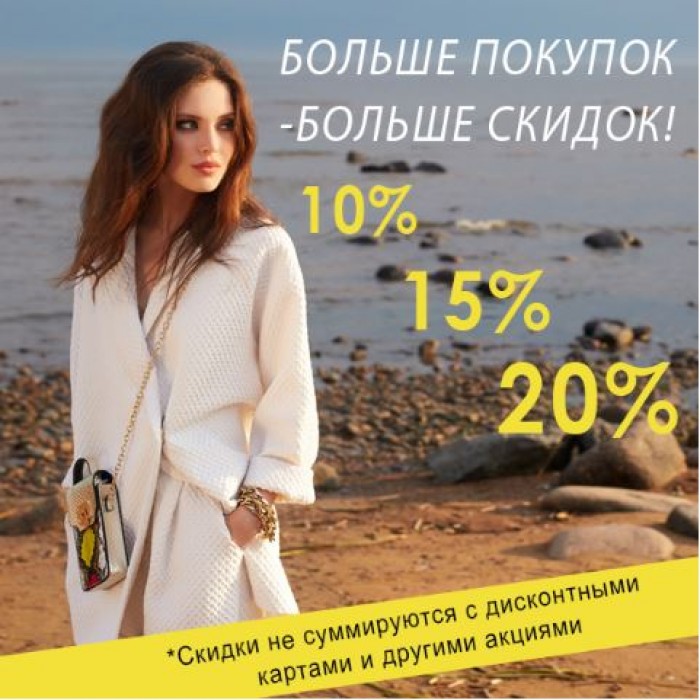 БОЛЬШЕ ПОКУПОК
-БОЛЬШЕ СКИДОК!
10%
15%
20%
*Скидки не суммируются с дисконтными
картами и другими акциями